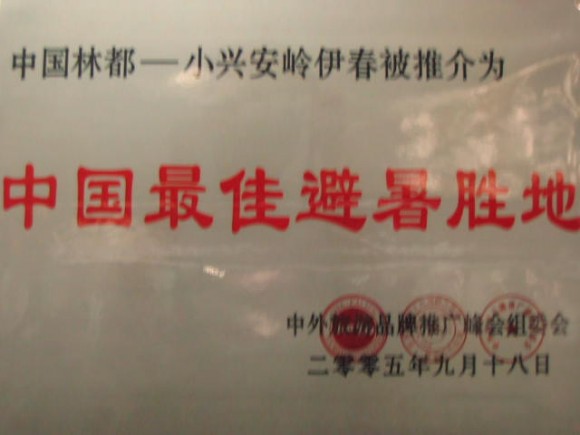 中国林都—小兴安岭伊春被推介为
中国最佳避暑胜地
中外旅游品牌推广峰会组委会
二零零五年九月十八日